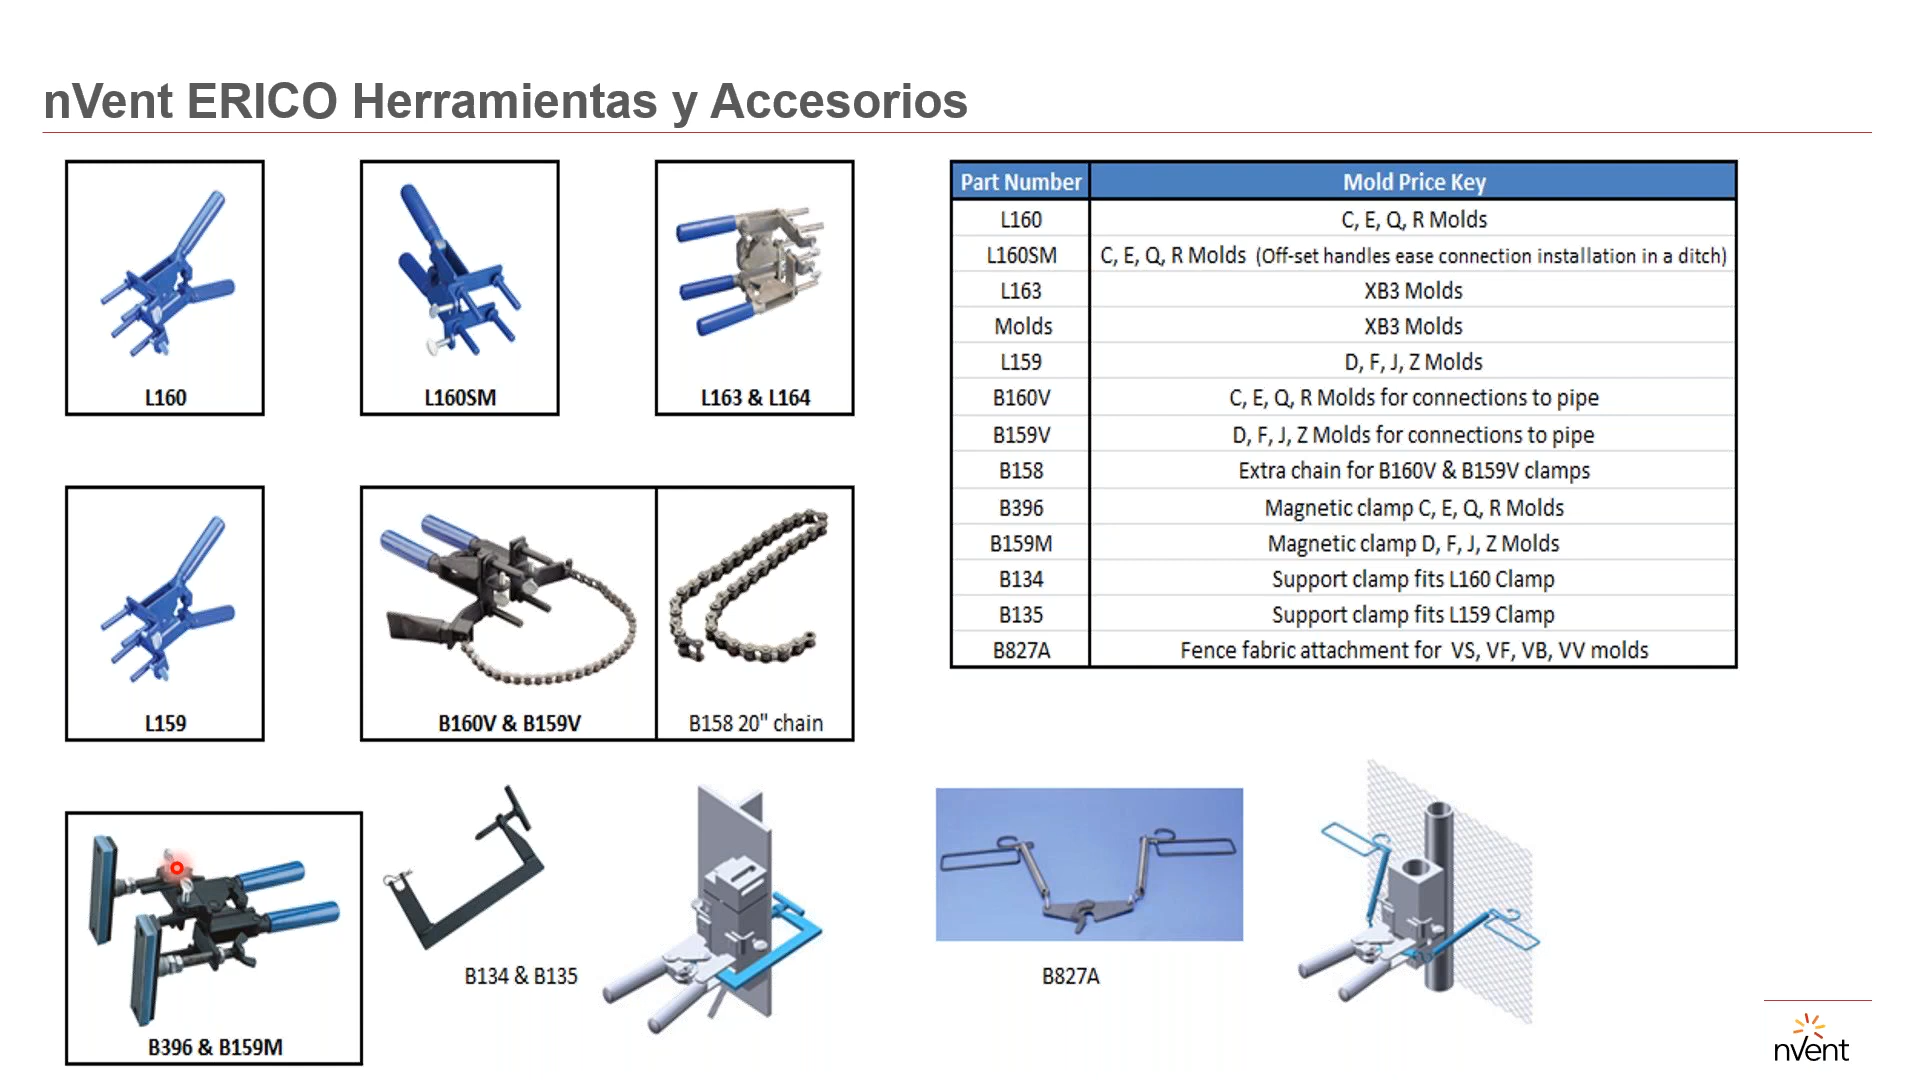 nVent ERICO Herramientas y Accesorios
L160
L160SM
L163 & L164
L159
B160V & B159V
B158 20" chain
B396 & B159M
B134 & B135
B827A
Part Number Mold Price Key
L160 C, E, Q, R Molds
L160SM C, E, Q, R Molds (Off-set handles ease connection installation in a ditch)
L163 XB3 Molds
Molds XB3 Molds
L159 D, F, J, Z Molds
B160V C, E, Q, R Molds for connections to pipe
B159V D, F, J, Z Molds for connections to pipe
B158 Extra chain for B160V & B159V clamps
B396 Magnetic clamp C, E, Q, R Molds
B159M Magnetic clamp D, F, J, Z Molds
B134 Support clamp fits L160 Clamp
B135 Support clamp fits L159 Clamp
B827A Fence fabric attachment for VS, VF, VB, VV molds
nVent